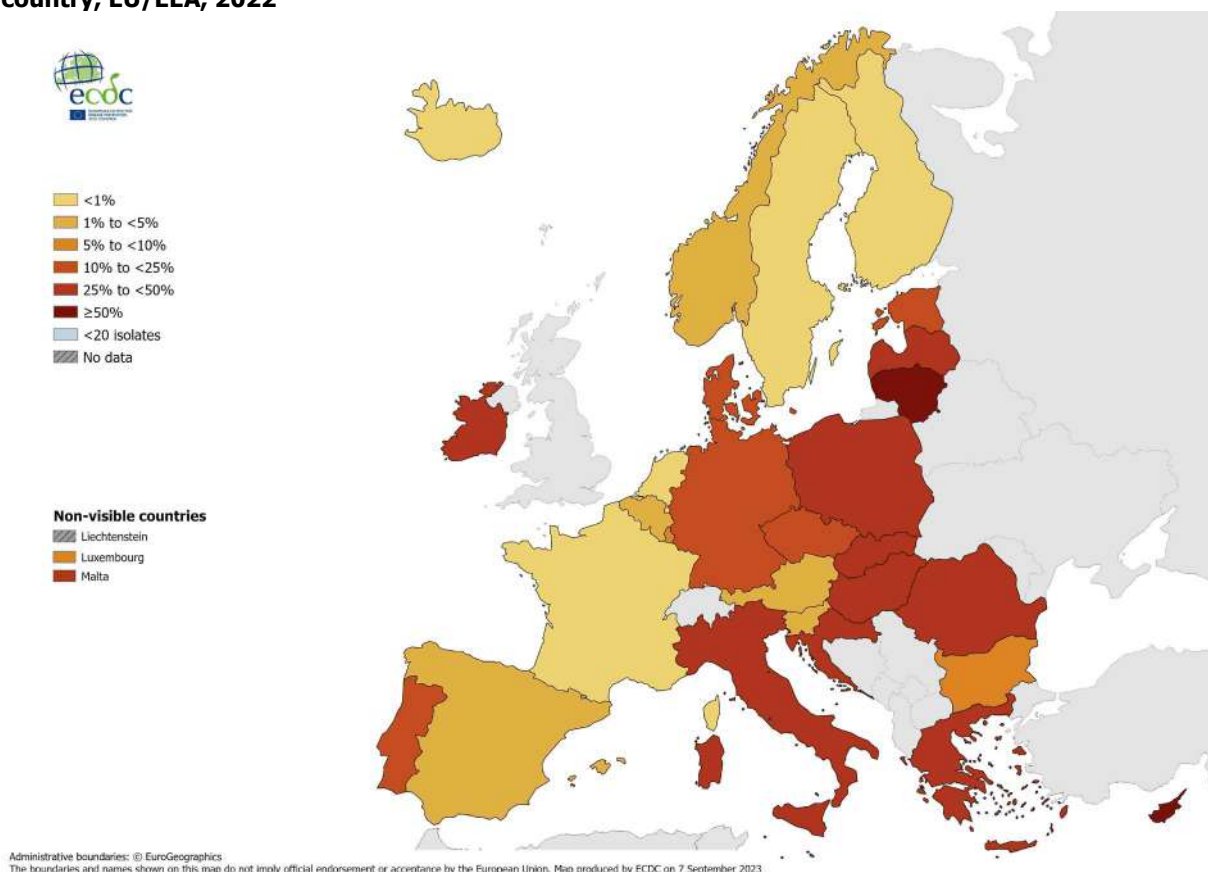 country, EU/EEA, 2022
ecdc
<1%
1% to <5%
5% to <10%
10% to <25%
25% to <50%
≥50%
<20 isolates
No data
Non-visible countries
Liechtenstein
Luxembourg
Malta
Administrative boundaries: © EuroGeographics
The boundaries and names shown on this map do not imply official endorsement or acceptance by the European Union. Map produced by ECDC on 7 September 2023